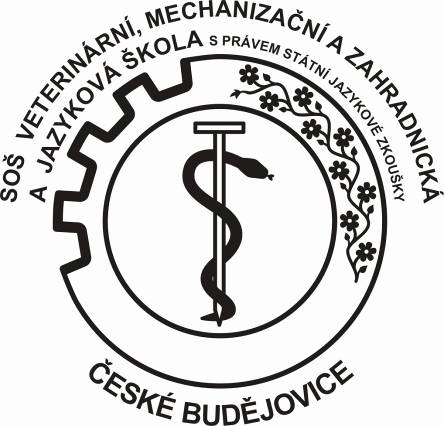 SOŠ VETERINÁRNÍ, MECHANIZAČNÍ A ZAHRADNICKÁ
A JAZYKOVÁ ŠKOLA S PRÁVEM STÁTNÍ JAZYKOVÉ ZKOUŠKY
ČESKÉ BUDĚJOVICE